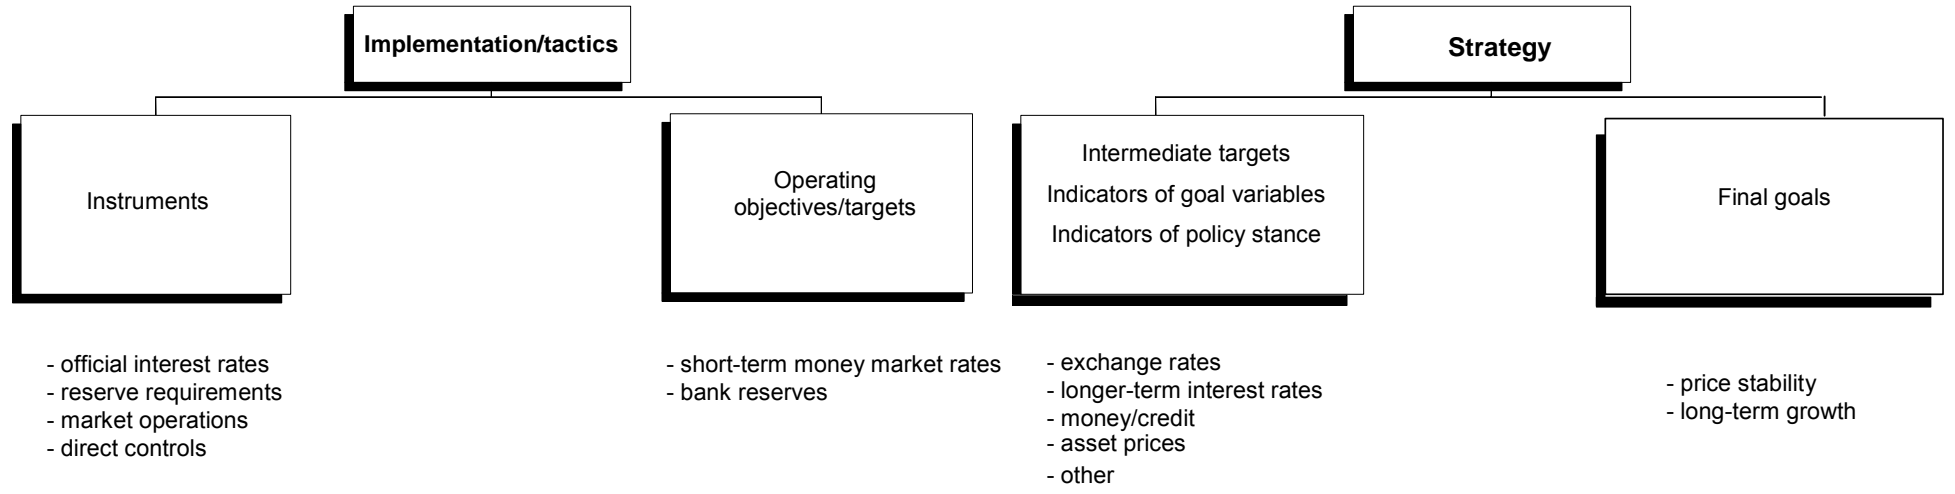 Implementation/tactics
Strategy
Instruments
Operating
objectives/targets
Intermediate targets
Indicators of goal variables
Indicators of policy stance
Final goals
- official interest rates
- reserve requirements
- market operations
- direct controls
- short-term money market rates
- bank reserves
- exchange rates
- longer-term interest rates
- money/credit
- asset prices
- other
- price stability
- long-term growth